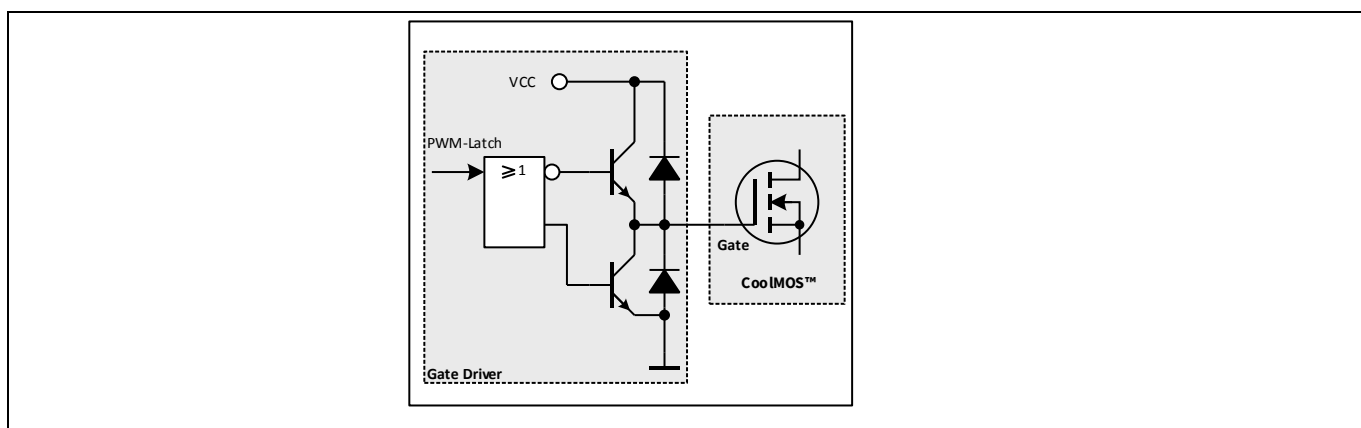 VCC
PWM-Latch
⩾1
Gate
CoolMOS™
Gate Driver